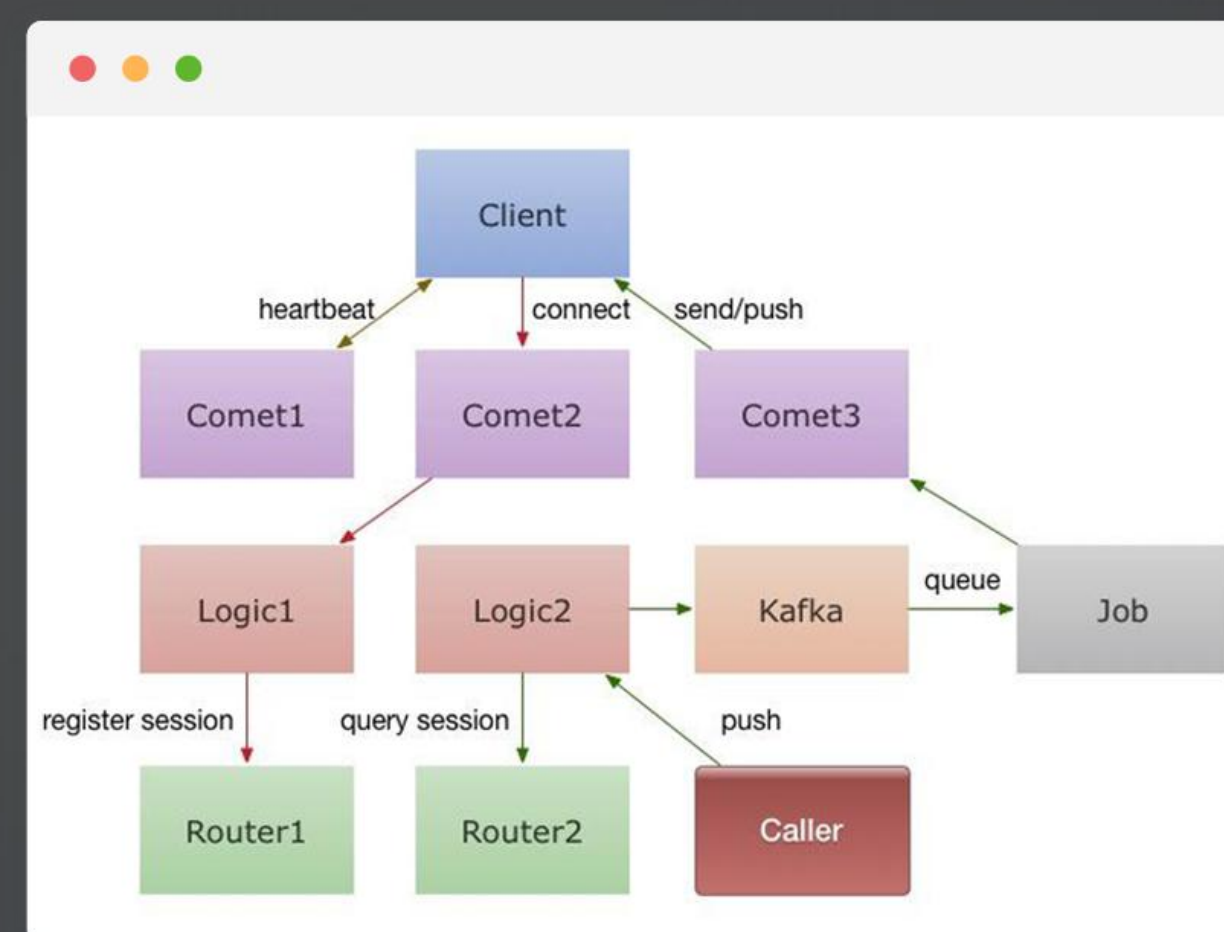 Client
heartbeat
connect
send/push
Comet1
Comet2
Comet3
Logic1
Logic2
Kafka
queue
Job
register session
query session
push
Router1
Router2
Caller